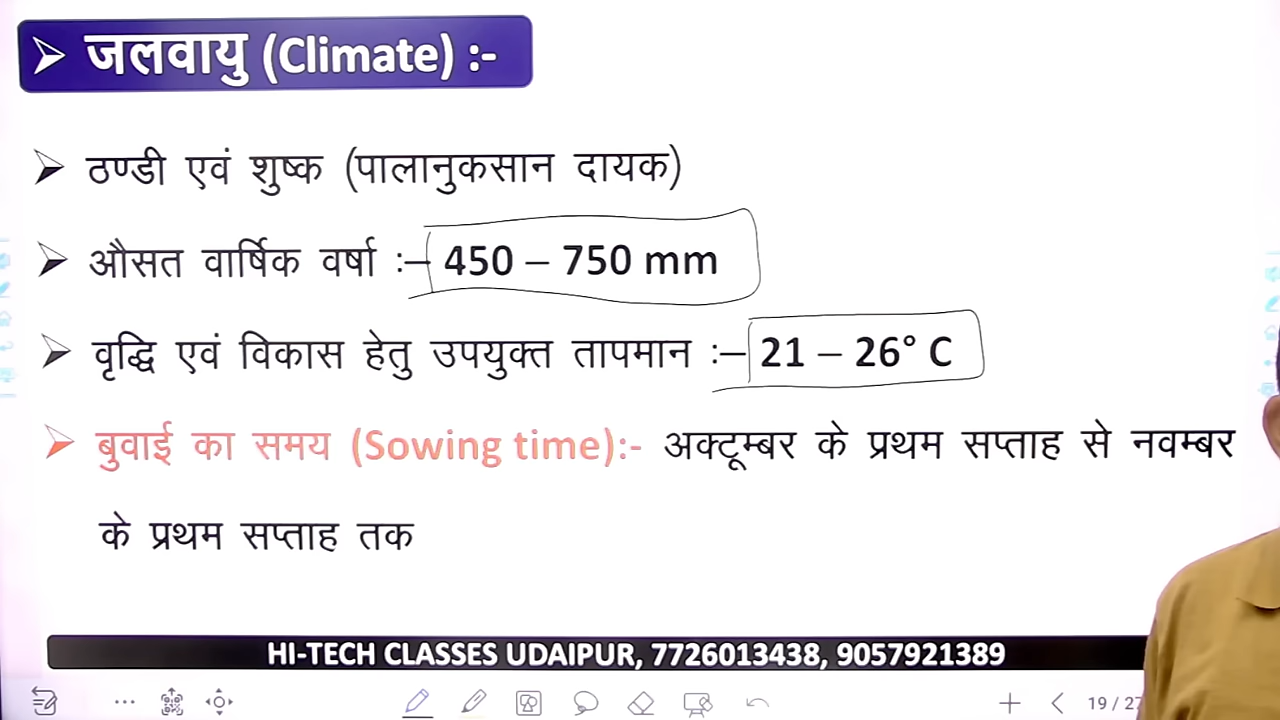 ➢ जलवायु (Climate) :-
➢ ठण्डी एवं शुष्क (पालानुकसान दायक)
➢ औसत वार्षिक वर्षा :– 450 – 750 mm
➢ वृद्धि एवं विकास हेतु उपयुक्त तापमान :– 21 – 26° C
➢ बुवाई का समय (Sowing time):- अक्टूम्बर के प्रथम सप्ताह से नवम्बर
के प्रथम सप्ताह तक
HI-TECH CLASSES UDAIPUR, 7726013438, 9057921389
19 / 27